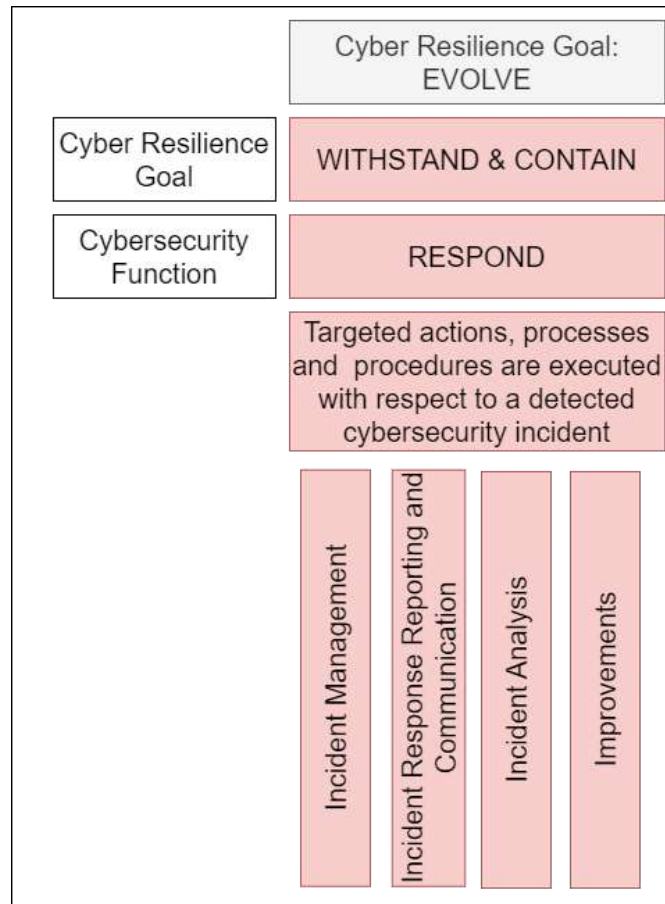 Cyber Resilience Goal:
EVOLVE
Cyber Resilience
Goal
WITHSTAND & CONTAIN
Cybersecurity
Function
RESPOND
Targeted actions, processes
and  procedures are executed
with respect to a detected
cybersecurity incident
Incident Management
Incident Response Reporting and
Communication
Incident Analysis
Improvements